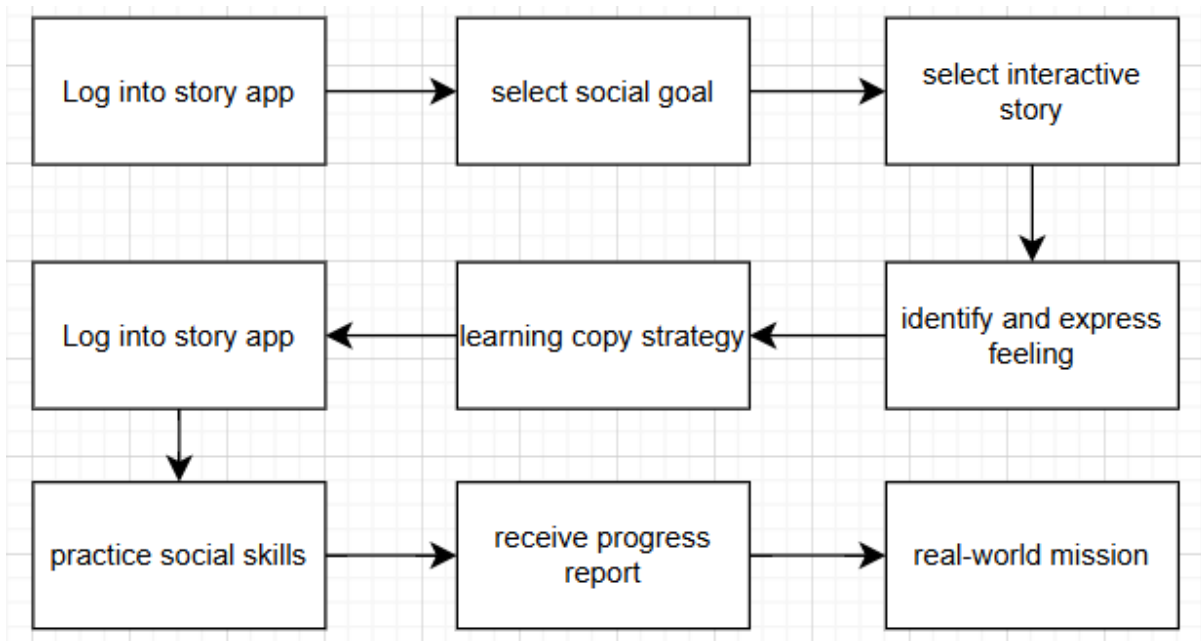 Log into story app
select social goal
select interactive
story
Log into story app
learning copy strategy
identify and express
feeling
practice social skills
receive progress
report
real-world mission